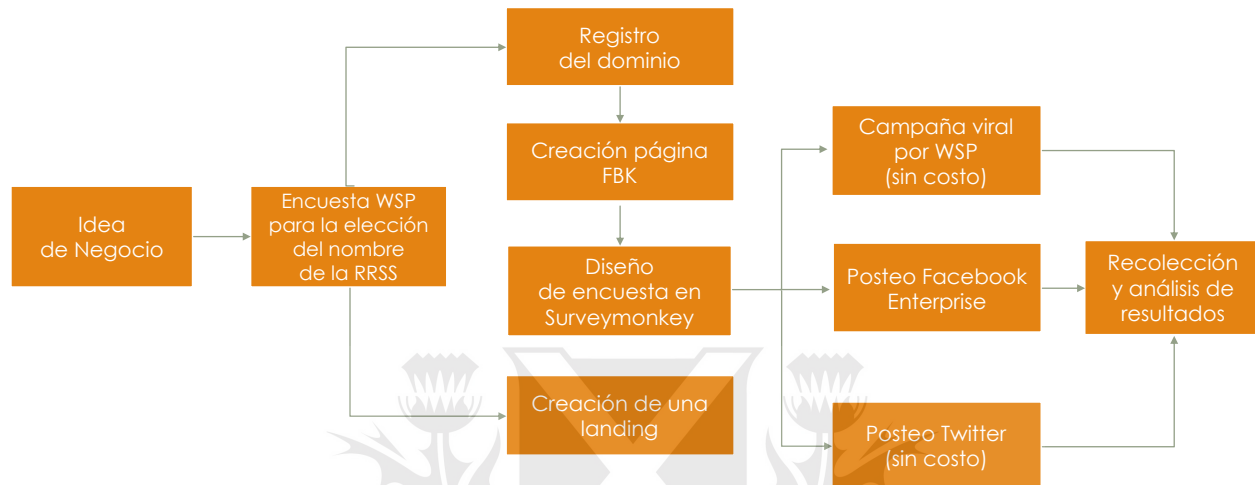 Idea
de Negocio
Encuesta WSP
para la elección
del nombre
de la RRSS
Registro
del dominio
Creación página
FBK
Diseño
de encuesta en
Surveymonkey
Creación de una
landing
Campaña viral
por WSP
(sin costo)
Posteo Facebook
Enterprise
Posteo Twitter
(sin costo)
Recolección
y análisis de
resultados